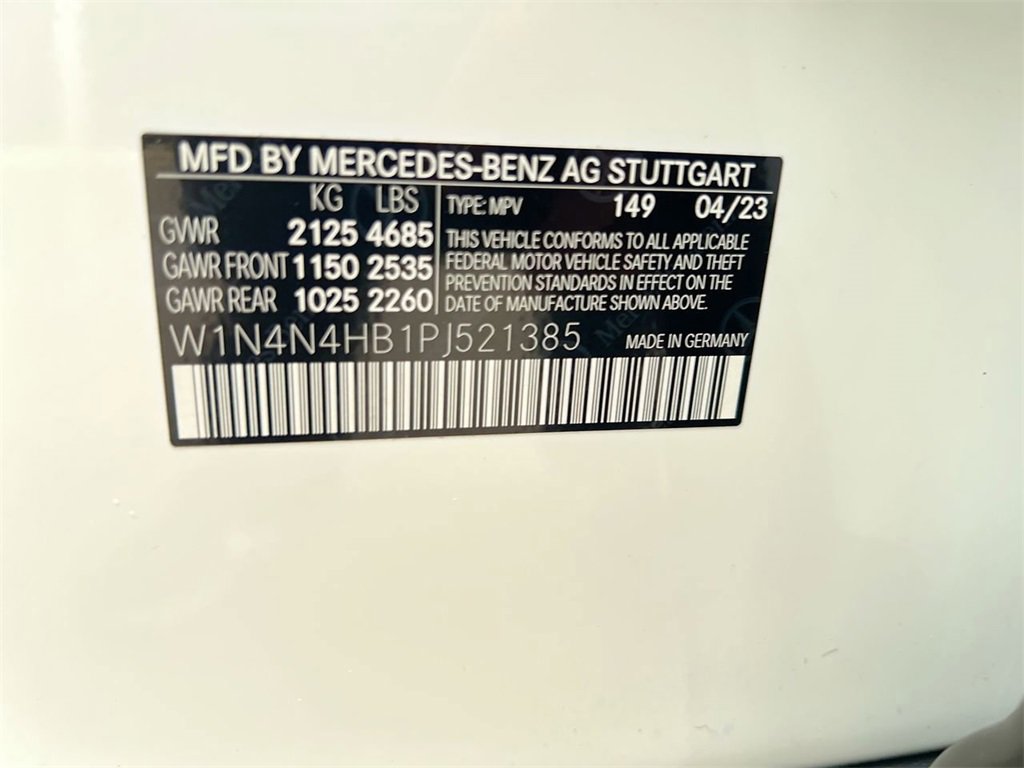 MFD BY MERCEDES-BENZ AG STUTTGART
KG LBS
GVWR 2125 4685
GAWR FRONT 1150 2535
GAWR REAR 1025 2260
TYPE: MPV 149 04/23
THIS VEHICLE CONFORMS TO ALL APPLICABLE
FEDERAL MOTOR VEHICLE SAFETY AND THEFT
PREVENTION STANDARDS IN EFFECT ON THE
DATE OF MANUFACTURE SHOWN ABOVE.
W1N4N4HB1PJ521385 MADE IN GERMANY